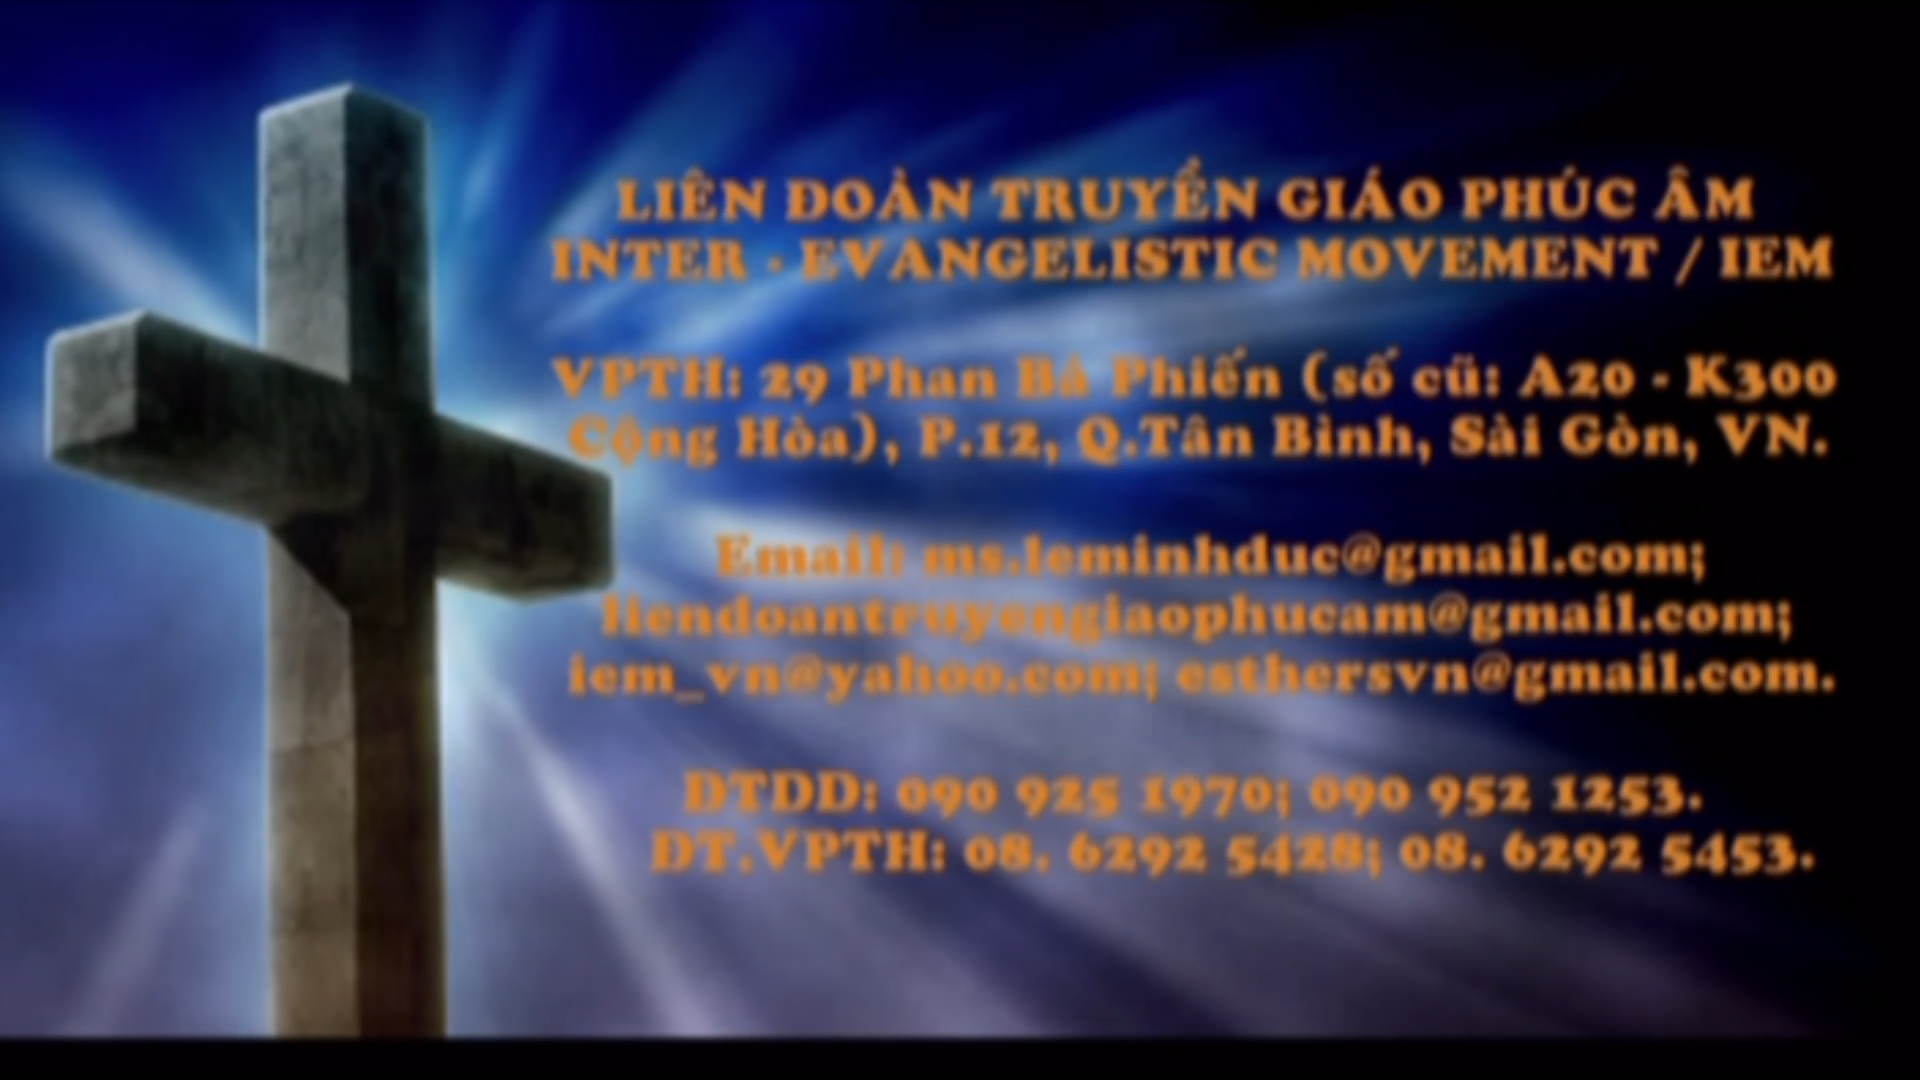 LIÊN ĐOÀN TRUYỀN GIÁO PHÚC ÂM
INTER - EVANGELISTIC MOVEMENT / IEM
VPTH: 29 Phan Bá Phiến (số cũ: A20 - K300
Cộng Hòa), P.12, Q.Tân Bình, Sài Gòn, VN.
Email: ms.leminhduc@gmail.com;
liendoantruyengiaophucam@gmail.com;
iem_vn@yahoo.com; esthersvn@gmail.com.
ĐTDD: 090 925 1970; 090 952 1253.
ĐT.VPTH: 08. 6292 5428; 08. 6292 5453.